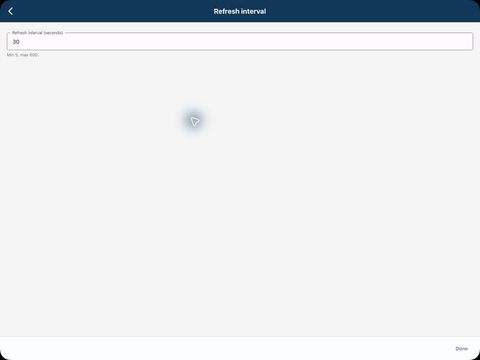 Refresh interval
Refresh interval (seconds)
30
Min 5, max 600.
Done